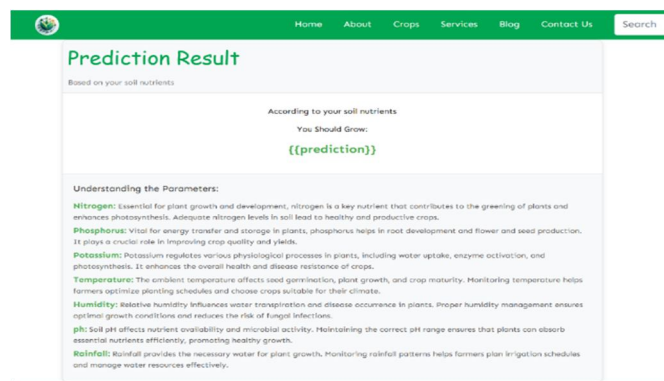 Home About Crops Services Blog Contact Us Search
Prediction Result
Based on your soil nutrients
According to your soil nutrients
You Should Grow:
{{prediction}}
Understanding the Parameters:
Nitrogen: Essential for plant growth and development, nitrogen is a key nutrient that contributes to the greening of plants and
enhances photosynthesis. Adequate nitrogen levels in soil lead to healthy and productive crops.
Phosphorus: Vital for energy transfer and storage in plants, phosphorus helps in root development and flower and seed production.
It plays a crucial role in improving crop quality and yields.
Potassium: Potassium regulates various physiological processes in plants, including water uptake, enzyme activation, and
photosynthesis. It enhances the overall health and disease resistance of crops.
Temperature: The ambient temperature affects seed germination, plant growth, and crop maturity. Monitoring temperature helps
farmers optimize planting schedules and choose crops suitable for their climate.
Humidity: Relative humidity influences water transpiration and disease occurrence in plants. Proper humidity management ensures
optimal growth conditions and reduces the risk of fungal infections.
ph: Soil pH affects nutrient availability and microbial activity. Maintaining the correct pH range ensures that plants can absorb
essential nutrients efficiently, promoting healthy growth.
Rainfall: Rainfall provides the necessary water for plant growth. Monitoring rainfall patterns helps farmers plan irrigation schedules
and manage water resources effectively.